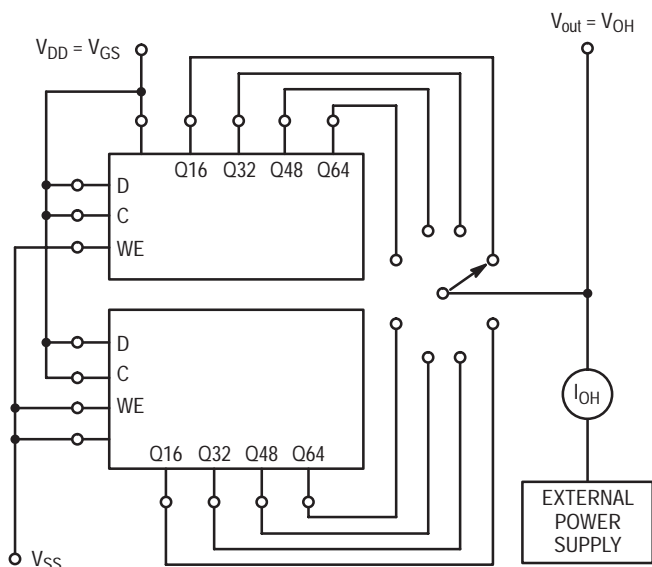 V_DD = V_GS
V_out = V_OH
Q16 Q32 Q48 Q64
D
C
WE
D
C
WE
Q16 Q32 Q48 Q64
I_OH
EXTERNAL
POWER
SUPPLY
V_SS